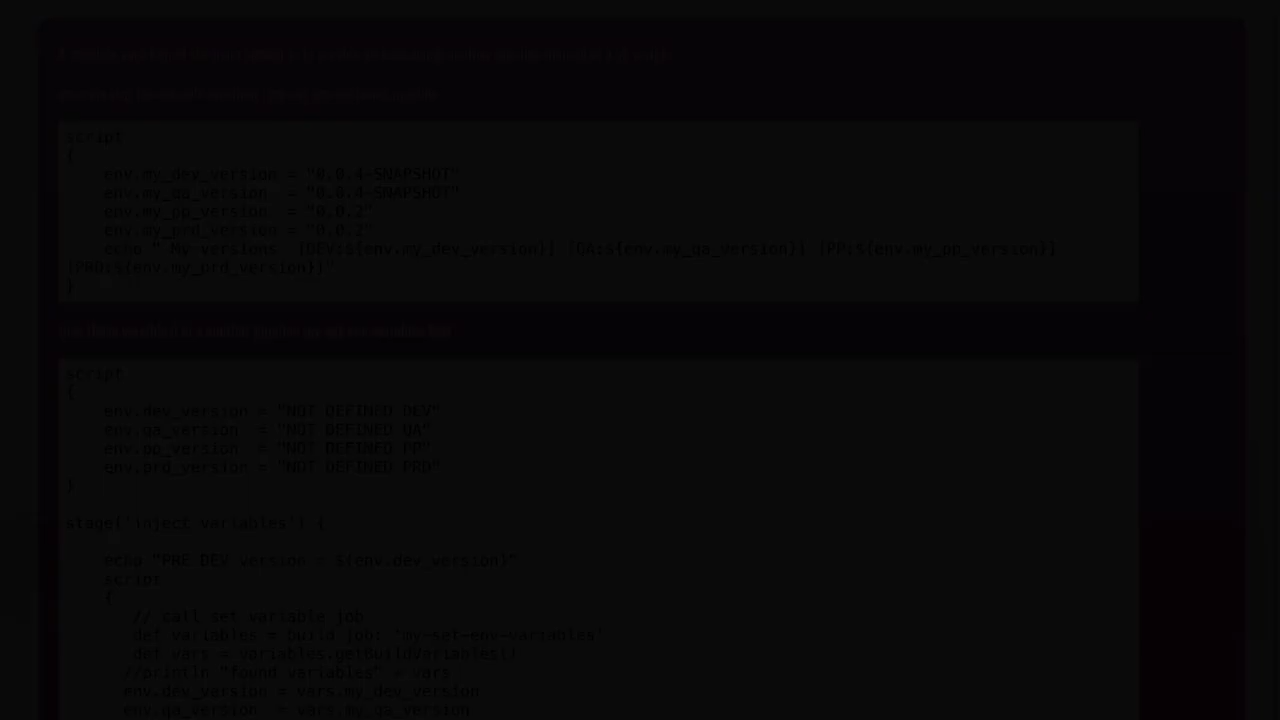 script
{
    env.my_dev_version = "0.0.4-SNAPSHOT"
    env.my_qa_version  = "0.0.4-SNAPSHOT"
    env.my_pp_version  = "0.0.2"
    env.my_prd_version = "0.0.2"
    echo " My versions  [DEV:${env.my_dev_version}] [QA:${env.my_qa_version}] [PP:${env.my_pp_version}]
[PRD:${env.my_prd_version}]"
}
script
{
    env.dev_version = "NOT DEFINED DEV"
    env.qa_version  = "NOT DEFINED QA"
    env.pp_version  = "NOT DEFINED PP"
    env.prd_version = "NOT DEFINED PRD"
}
stage('inject variables') {
    echo "PRE DEV version = ${env.dev_version}"
    script
    {
       // call set variable job
       def variables = build job: 'my-set-env-variables'
       def vars = variables.getBuildVariables()
      //println "found variables" + vars
      env.dev_version = vars.my_dev_version
      env.qa_version  = vars.my_qa_version